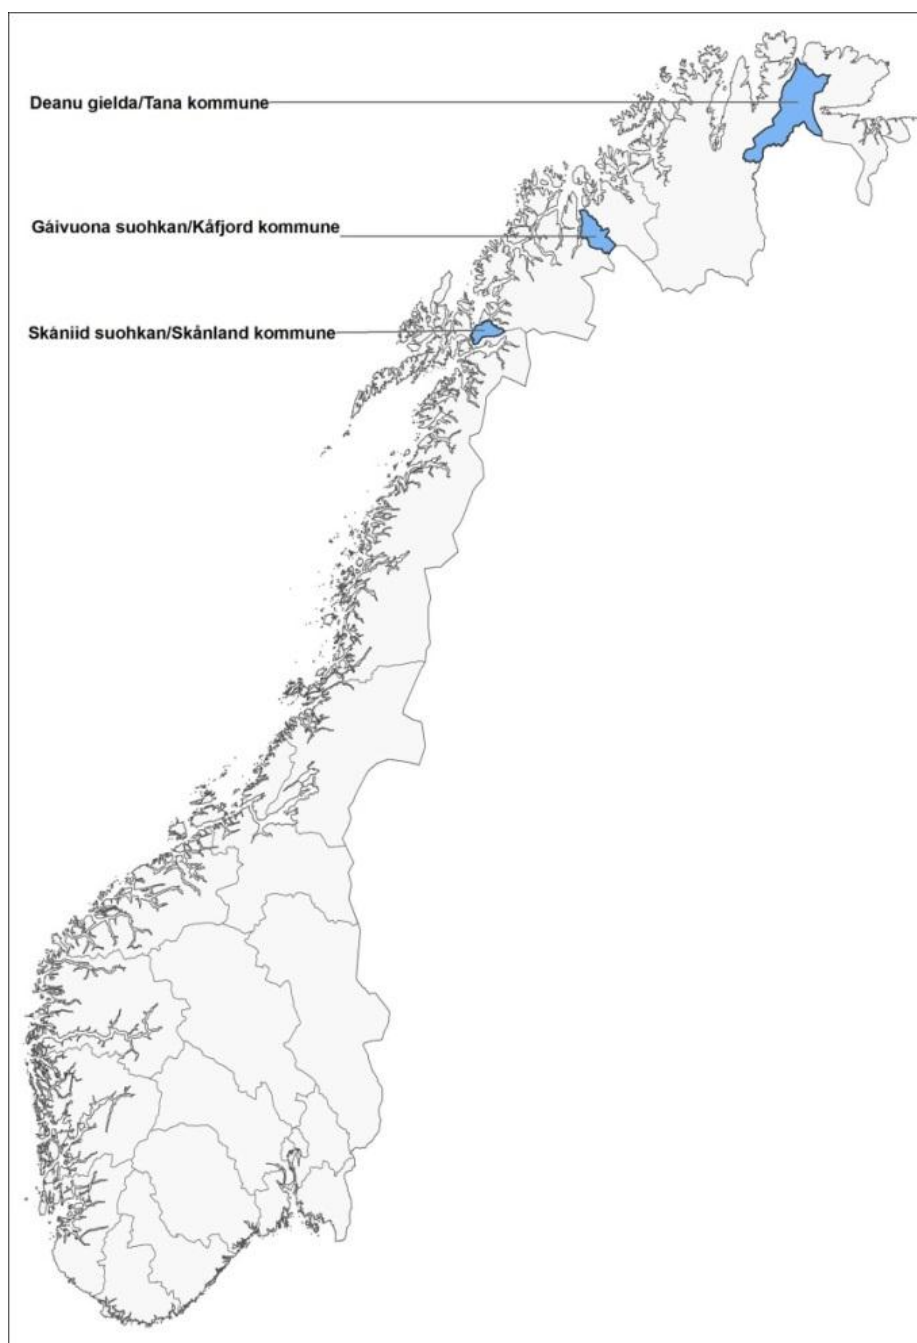 Deanu gielda/Tana kommune
Gáivuona suohkan/Kåfjord kommune
Skániid suohkan/Skånland kommune